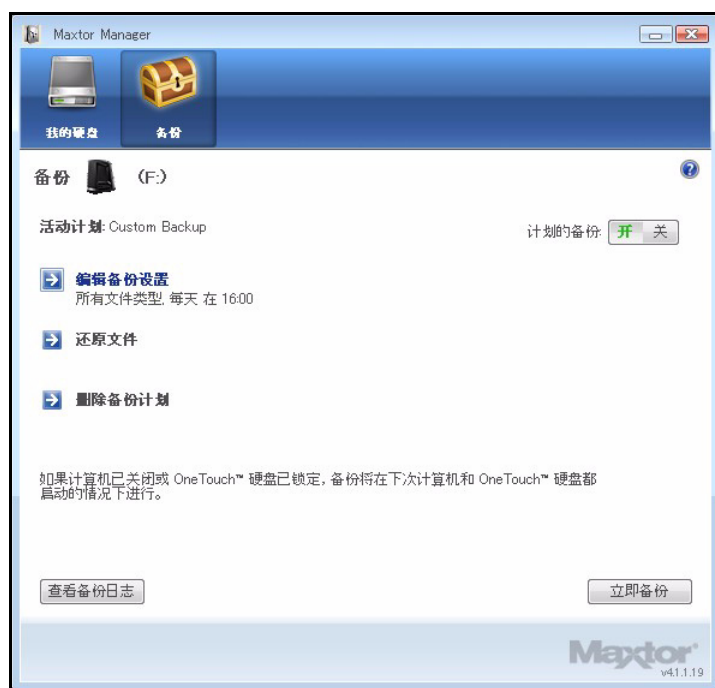 Maxtor Manager
我的硬盘
备份
备份 (F:)
活动计划: Custom Backup
计划的备份: 开 关
编辑备份设置
所有文件类型, 每天 在 16:00
还原文件
删除备份计划
如果计算机已关闭或 OneTouch™ 硬盘已锁定, 备份将在下次计算机和 OneTouch™ 硬盘都
启动的情况下进行。
查看备份日志
立即备份
Maxtor
v4.1.1.19